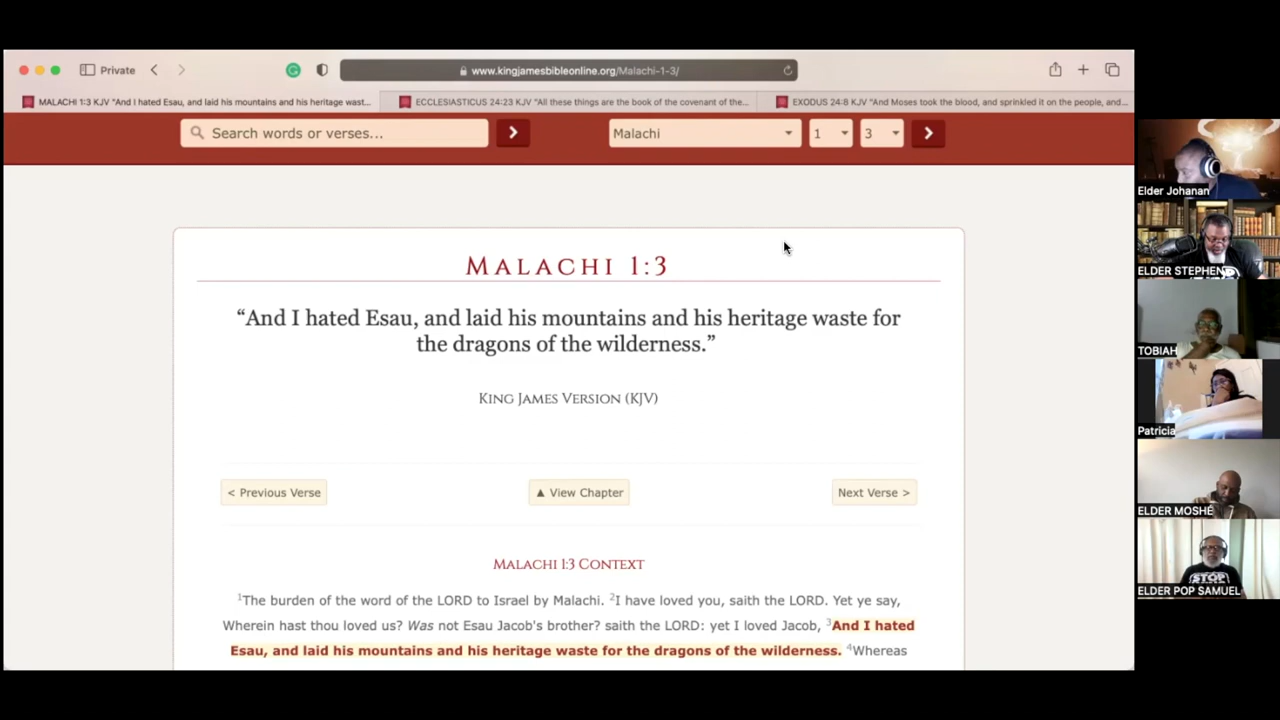 Private
www.kingjamesbibleonline.org/Malachi-1-3/
MALACHI 1:3 KJV "And I hated Esau, and laid his mountains and his heritage wast...
ECCLESIASTICUS 24:23 KJV "All these things are the book of the covenant of the...
EXODUS 24:8 KJV "And Moses took the blood, and sprinkled it on the people, and...
Search words or verses...
Malachi
1
3
MALACHI 1:3
“And I hated Esau, and laid his mountains and his heritage waste for
the dragons of the wilderness.”
KING JAMES VERSION (KJV)
< Previous Verse
▲ View Chapter
Next Verse >
MALACHI 1:3 CONTEXT
1The burden of the word of the LORD to Israel by Malachi. 2I have loved you, saith the LORD. Yet ye say,
Wherein hast thou loved us? Was not Esau Jacob's brother? saith the LORD: yet I loved Jacob, 3And I hated
Esau, and laid his mountains and his heritage waste for the dragons of the wilderness. 4Whereas
Elder Johanan
ELDER STEPHEN
TOBIAH
Patricia
ELDER MOSHÉ
STOP
ELDER POP SAMUEL